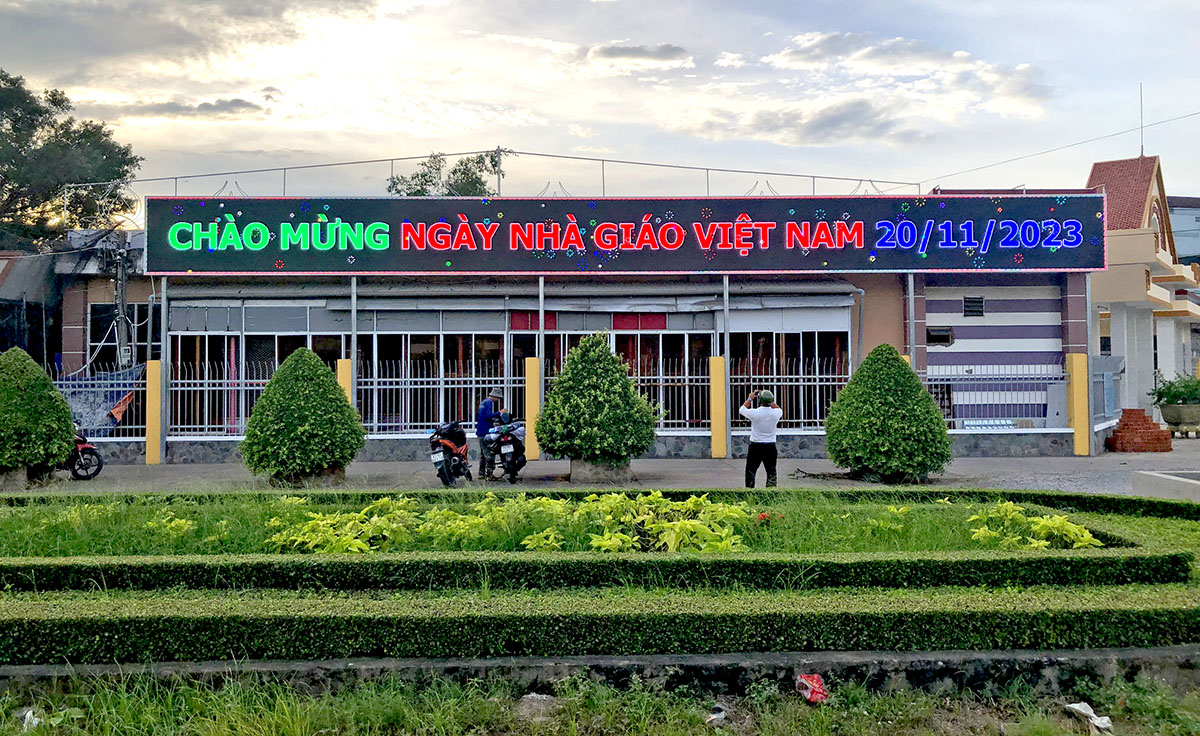 CHÀO MỪNG NGÀY NHÀ GIÁO VIỆT NAM 20/11/2023